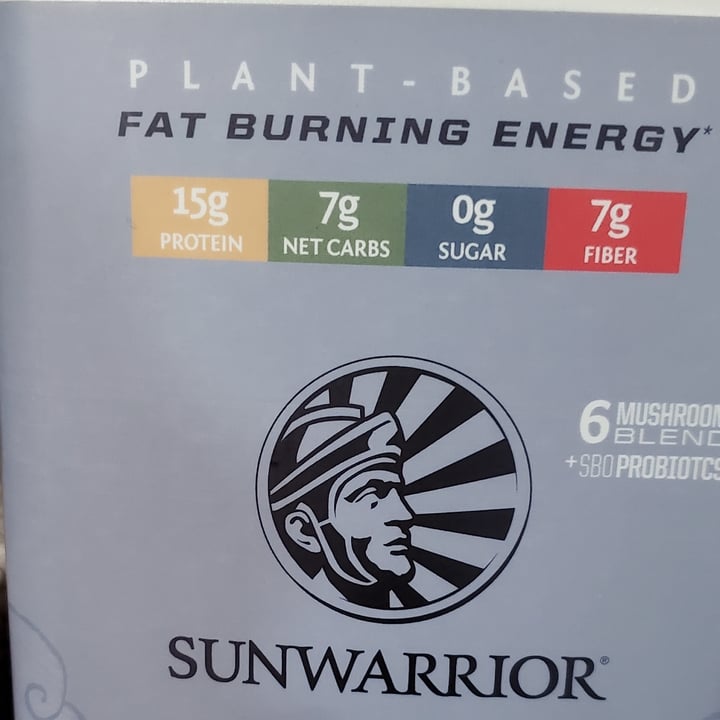 PLANT-BASED
FAT BURNING ENERGY*
15g
PROTEIN
7g
NET CARBS
0g
SUGAR
7g
FIBER
6 MUSHROOM
BLEND
+SBO PROBIOTCS
SUNWARRIOR®